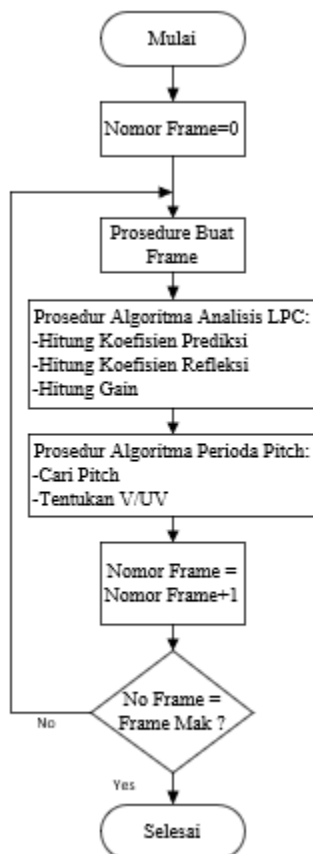 Mulai
Nomor Frame=0
Prosedure Buat
Frame
Prosedur Algoritma Analisis LPC:
-Hitung Koefisien Prediksi
-Hitung Koefisien Refleksi
-Hitung Gain
Prosedur Algoritma Perioda Pitch:
-Cari Pitch
-Tentukan V/UV
Nomor Frame =
Nomor Frame+1
No Frame =
Frame Mak ?
No
Yes
Selesai